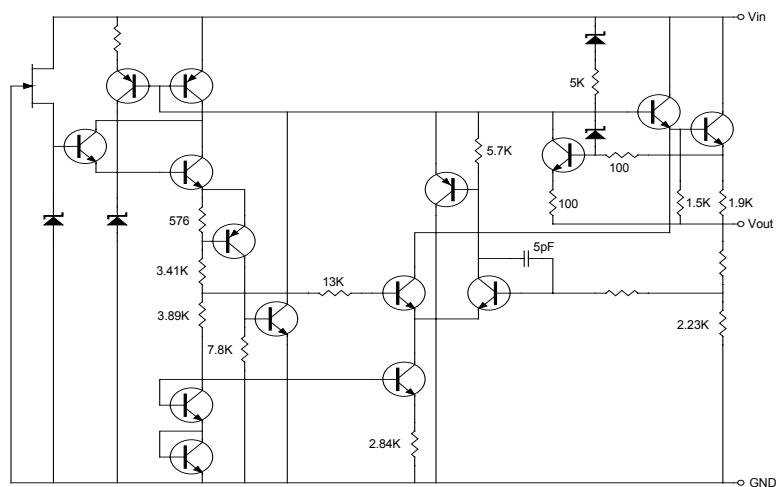 Vin
5K
5.7K
100
100
1.5K
1.9K
Vout
576
5pF
3.41K
13K
3.89K
2.23K
7.8K
2.84K
GND